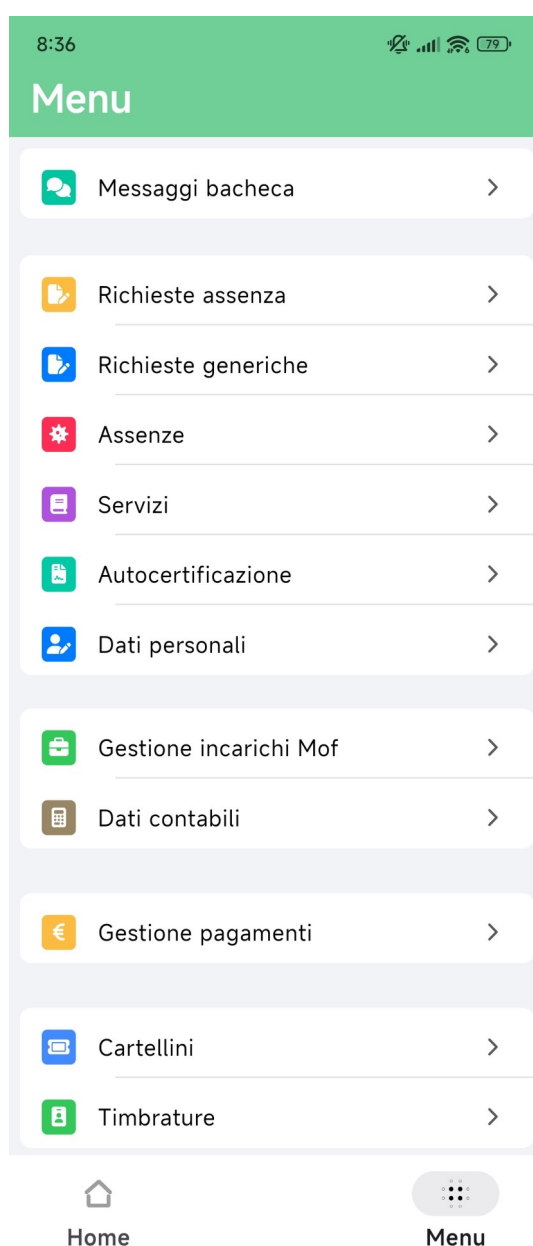 8:36
79
Menu
Messaggi bacheca
Richieste assenza
Richieste generiche
Assenze
Servizi
Autocertificazione
Dati personali
Gestione incarichi Mof
Dati contabili
€
Gestione pagamenti
Cartellini
Timbrature
Home
Menu